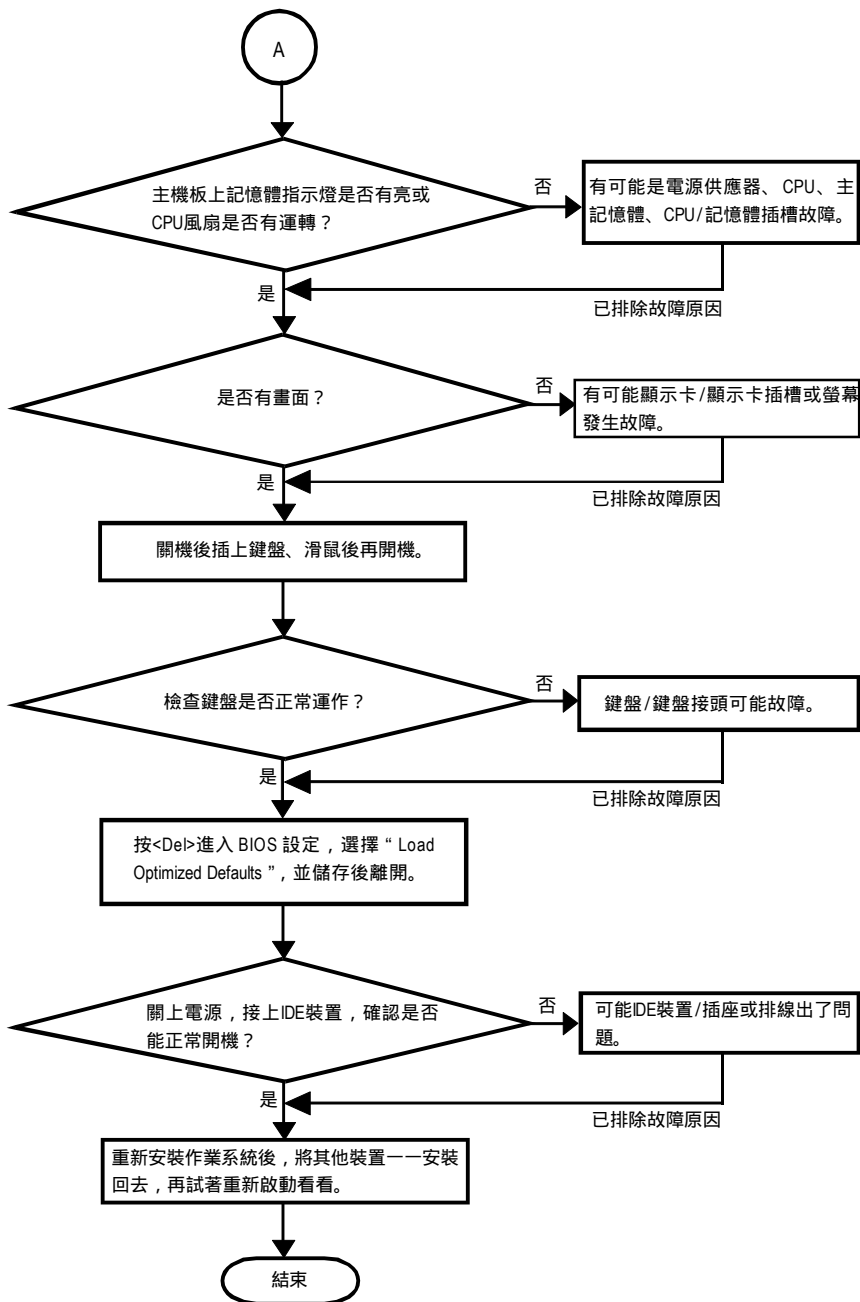 A
主機板上記憶體指示燈是否有亮或
CPU風扇是否有運轉？
否
有可能是電源供應器、CPU、主
記憶體、CPU/記憶體插槽故障。
是
已排除故障原因
是否有畫面？
否
有可能顯示卡/顯示卡插槽或螢幕
發生故障。
是
已排除故障原因
關機後插上鍵盤、滑鼠後再開機。
檢查鍵盤是否正常運作？
否
鍵盤/鍵盤接頭可能故障。
是
已排除故障原因
按<Del>進入 BIOS 設定，選擇“ Load
Optimized Defaults ”，並儲存後離開。
關上電源，接上IDE裝置，確認是否
能正常開機？
否
可能IDE裝置/插座或排線出了問
題。
是
已排除故障原因
重新安裝作業系統後，將其他裝置一一安裝
回去，再試著重新啟動看看。
結束